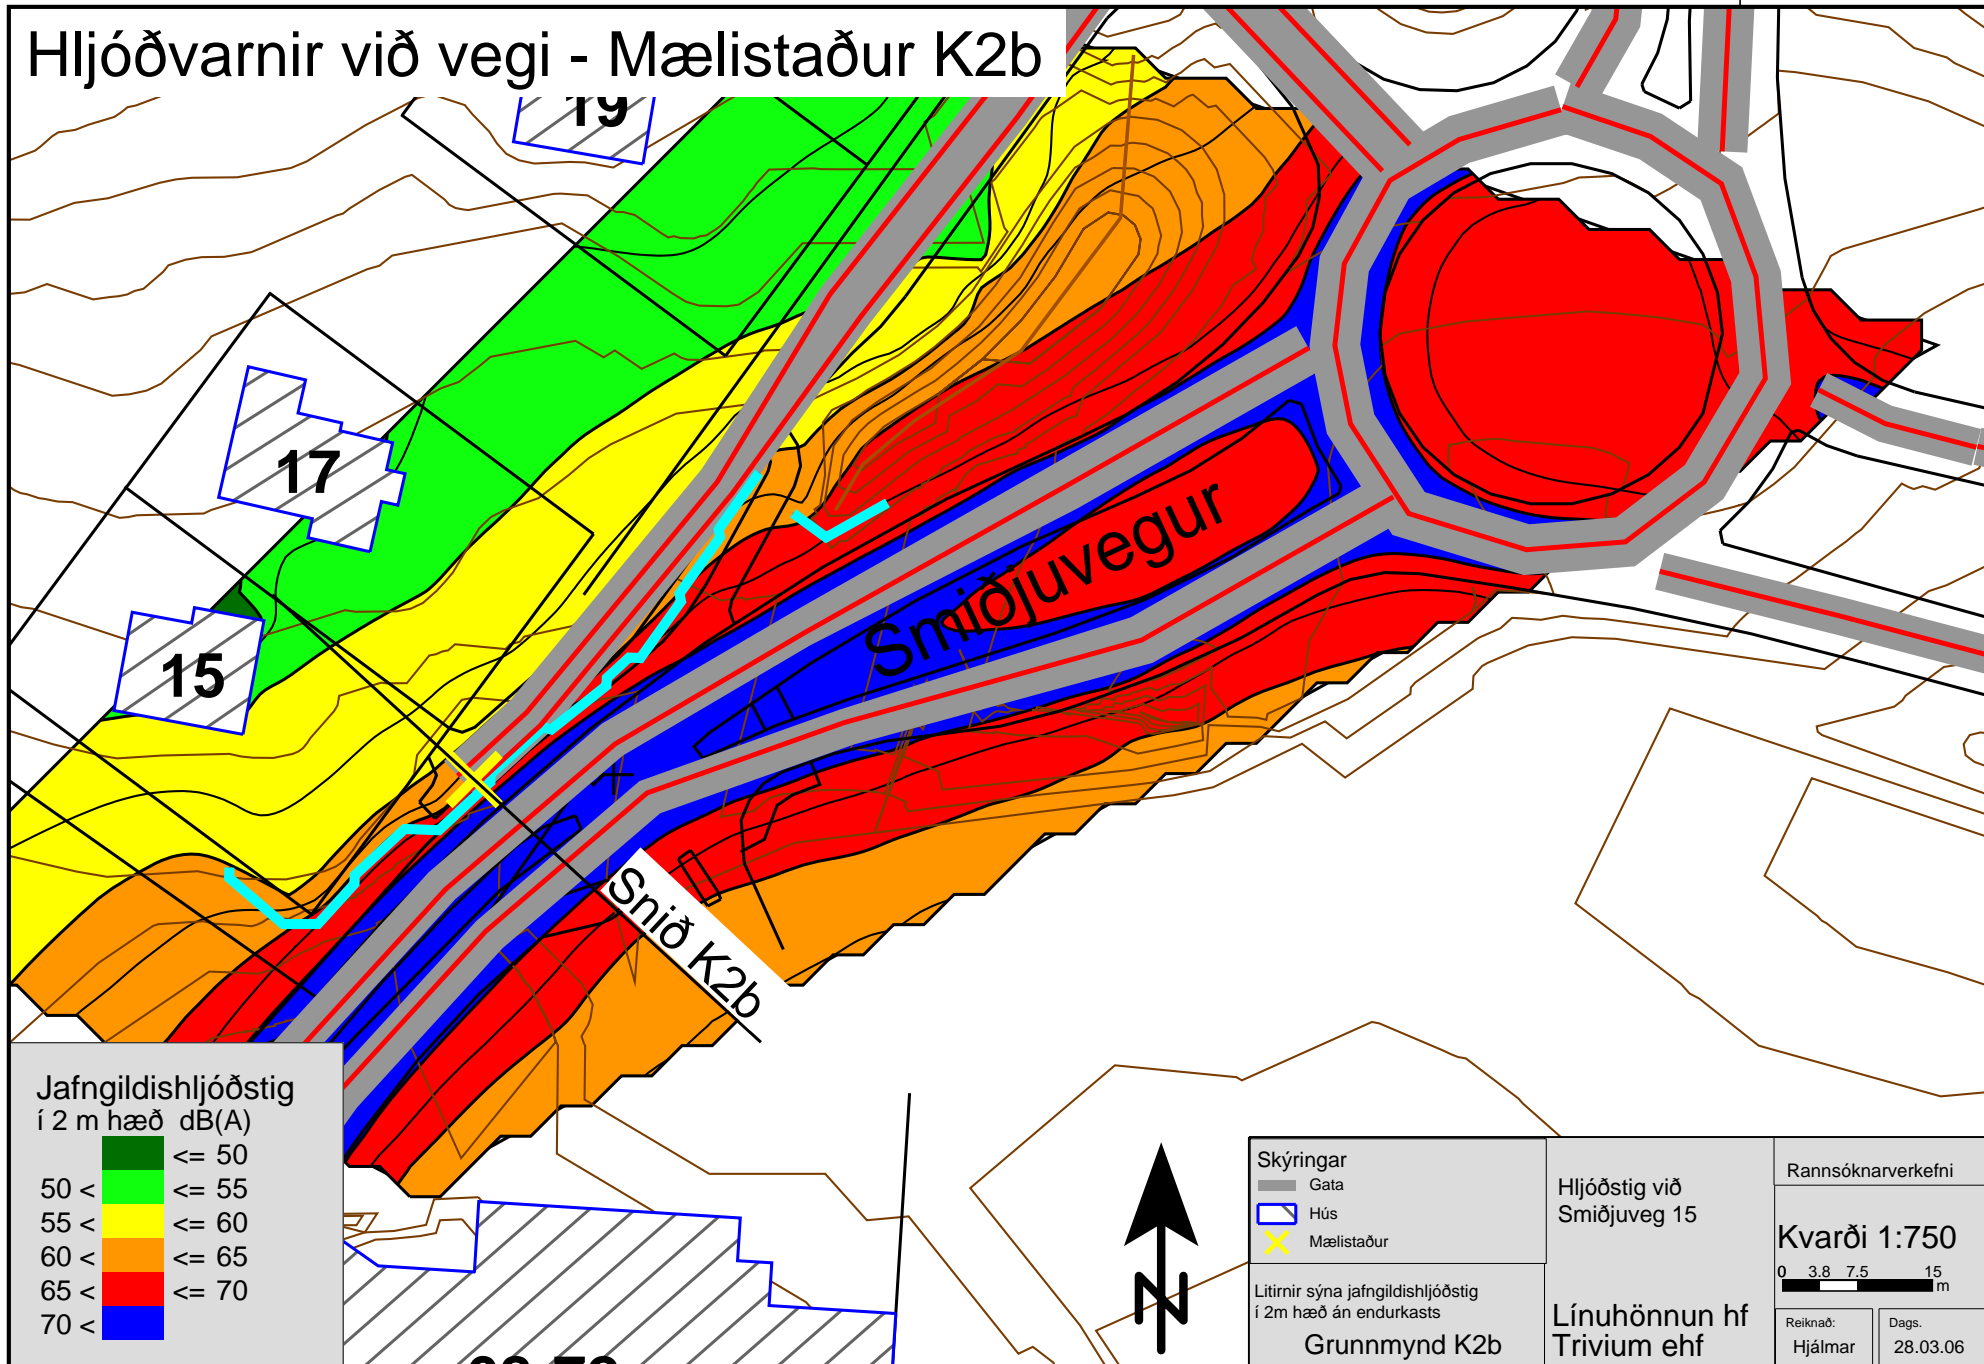 Hljóðvarnir við vegi - Mælistaður K2b
19
17
15
Smiðjuvegur
Snið K2b
Jafngildishljóðstig
í 2 m hæð dB(A)
<= 50
50 < <= 55
55 < <= 60
60 < <= 65
65 < <= 70
70 <
N
Skýringar
Gata
Hús
Mælistaður
Litirnir sýna jafngildishljóðstig
í 2m hæð án endurkasts
Grunnmynd K2b
Hljóðstig við
Smiðjuveg 15
Línuhönnun hf
Trivium ehf
Rannsóknarverkefni
Kvarði 1:750
0 3.8 7.5 15
m
Reiknað:
Hjálmar
Dags.
28.03.06